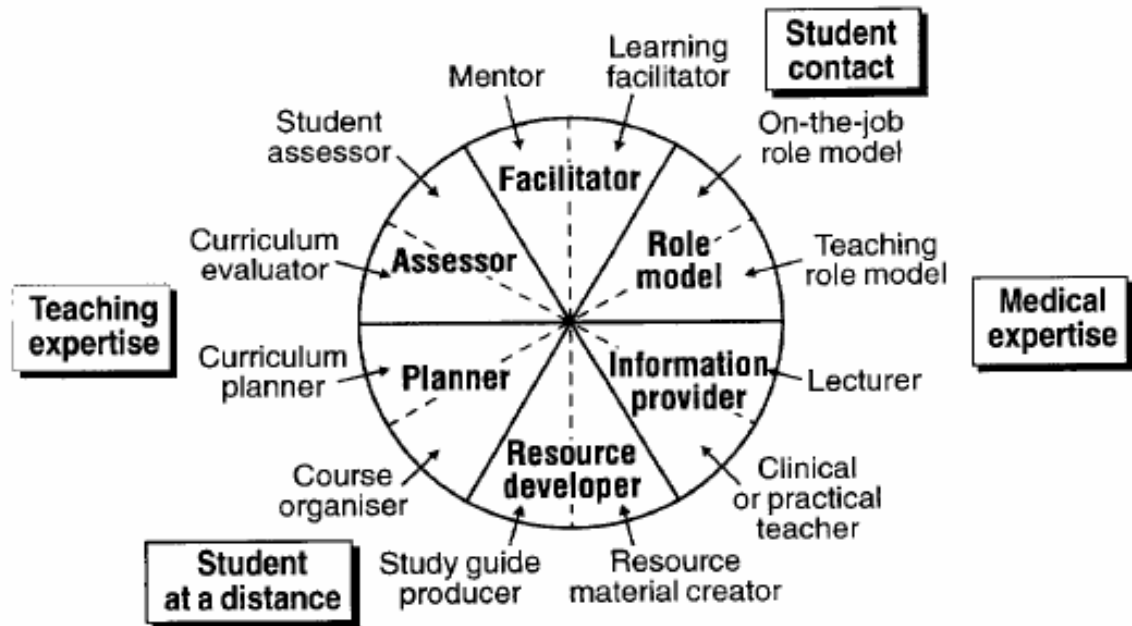 Student
contact
Learning
facilitator
Mentor
On-the-job
role model
Student
assessor
Facilitator
Role
model
Teaching
role model
Curriculum
evaluator
Assessor
Teaching
expertise
Medical
expertise
Curriculum
planner
Planner
Information
provider
Lecturer
Resource
developer
Course
organiser
Clinical
or practical
teacher
Study guide
producer
Resource
material creator
Student
at a distance